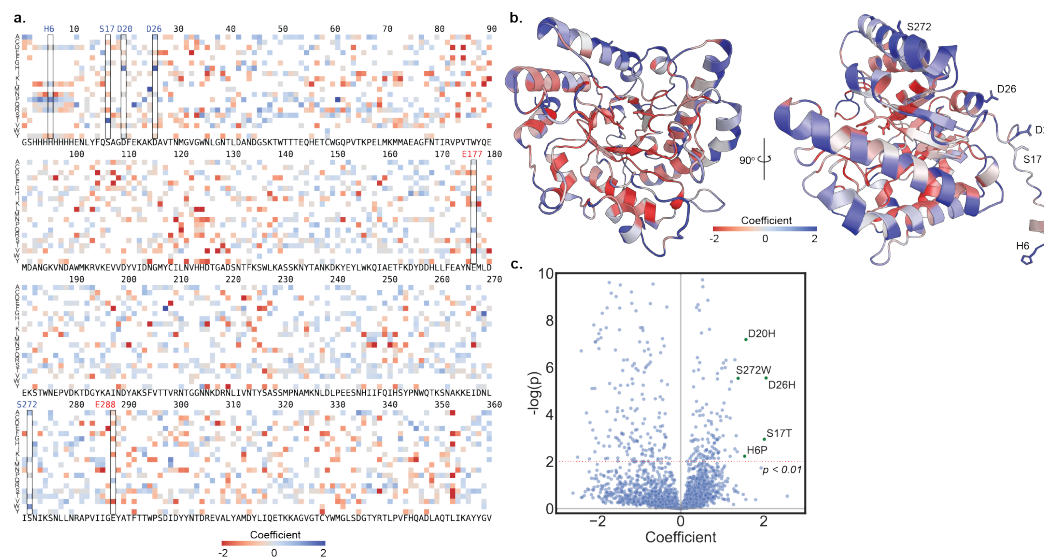 a.
H6 10 S17 D20 D26 30 40 50 60 70 80 90
GSHHHHHHHHENLYFQSAGDFEKAKDAVTNMGVGWNLGNTLDANDGSKTWTTTEQHETCWGQPVTKPELMKMMAEAGFNTIRVPVTWYQE
100 110 120 130 140 150 160 170 E177 180
MDANGKVNDAWMKRVKEVVDYVIDNGMYCILNVHHDTGADSNTFKSWLKASSKNYTANKDKYEYLWKQIAETFKDYDDHLLFEAYNEMLD
190 200 210 220 230 240 250 260 270
EKSTWNEPVDKTDGYKAINDYAKSFVTTVRNTGGNNKDRNLIVNTYSASSMPNAMKNLDLPEESNHIIFQIHSYPNWQTKSNAKKEIDNL
S272 280 E288 290 300 310 320 330 340 350 360
ISNIKSNLLNRAPVIIGEYATFTTWPSDIDYYNTDREVALYAMDYLIQETKKAGVGTCYWMGLSDGTYRTLPVFHQADLAQTLIKAYYGV
Coefficient
-2 0 2
b.
S272
D26
S17
H6
90°
Coefficient
-2 0 2
c.
-log(p)
10
8
6
4
2
0
D20H
S272W
D26H
S17T
H6P
p < 0.01
−2 0 2
Coefficient